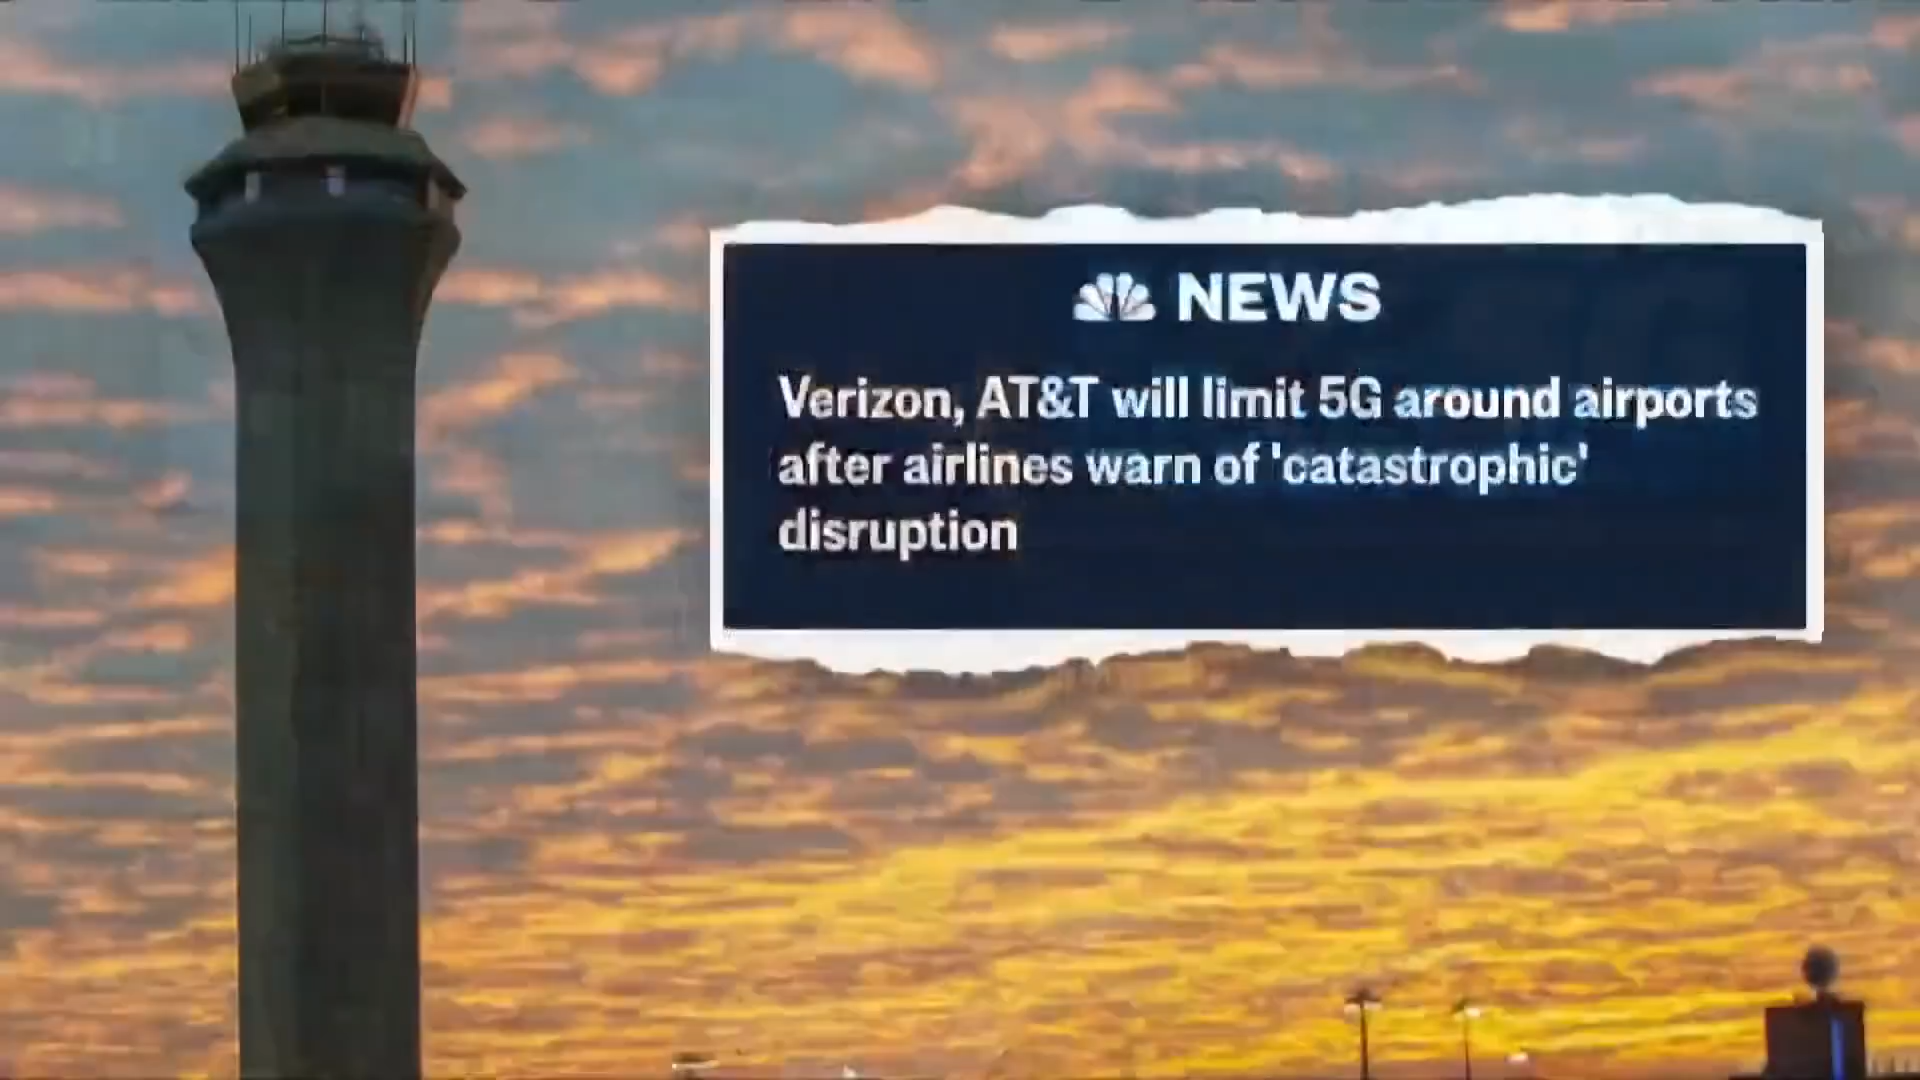 NEWS
Verizon, AT&T will limit 5G around airports
after airlines warn of 'catastrophic'
disruption